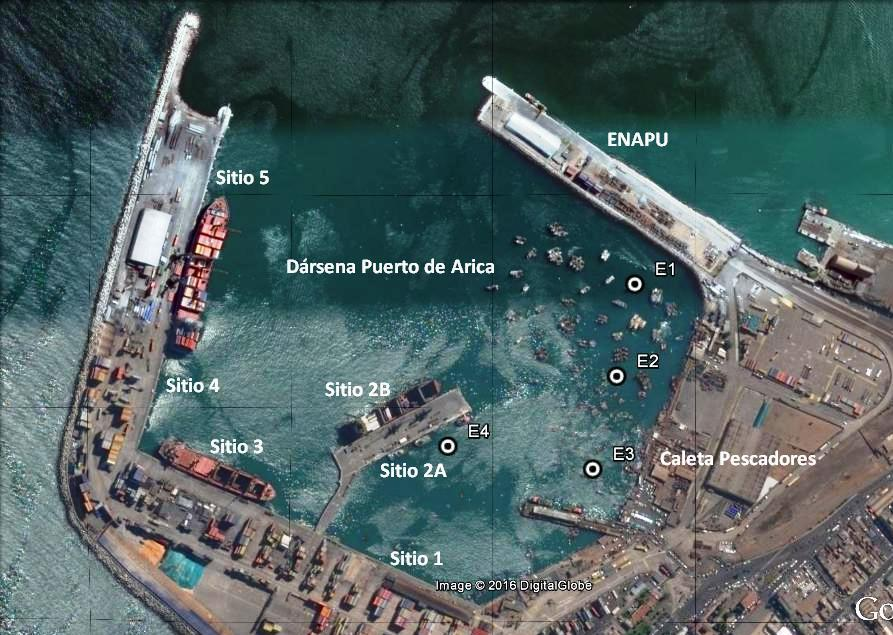 ENAPU
Sitio 5
Dársena Puerto de Arica
E1
E2
Sitio 4
Sitio 2B
E4
Sitio 3
E3
Caleta Pescadores
Sitio 2A
Sitio 1
Image © 2016 DigitalGlobe